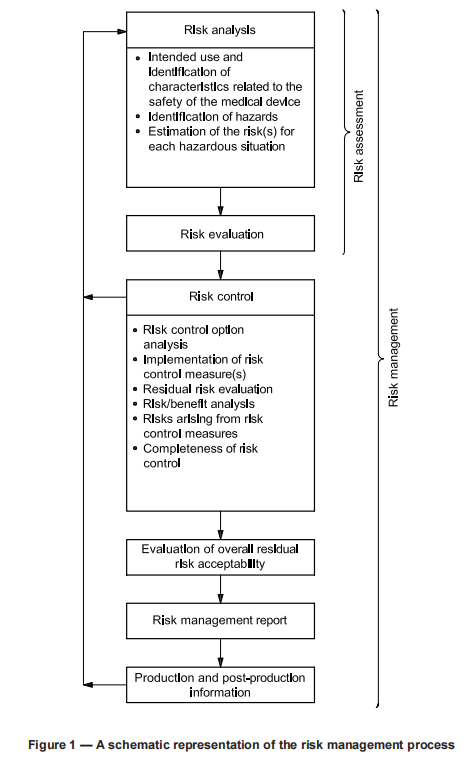 Risk analysis
• Intended use and
identification of
characteristics related to the
safety of the medical device
• Identification of hazards
• Estimation of the risk(s) for
each hazardous situation
Risk evaluation
Risk assessment
Risk control
• Risk control option
analysis
• Implementation of risk
control measure(s)
• Residual risk evaluation
• Risk/benefit analysis
• Risks arising from risk
control measures
• Completeness of risk
control
Evaluation of overall residual
risk acceptability
Risk management report
Production and post-production
information
Risk management
Figure 1 — A schematic representation of the risk management process